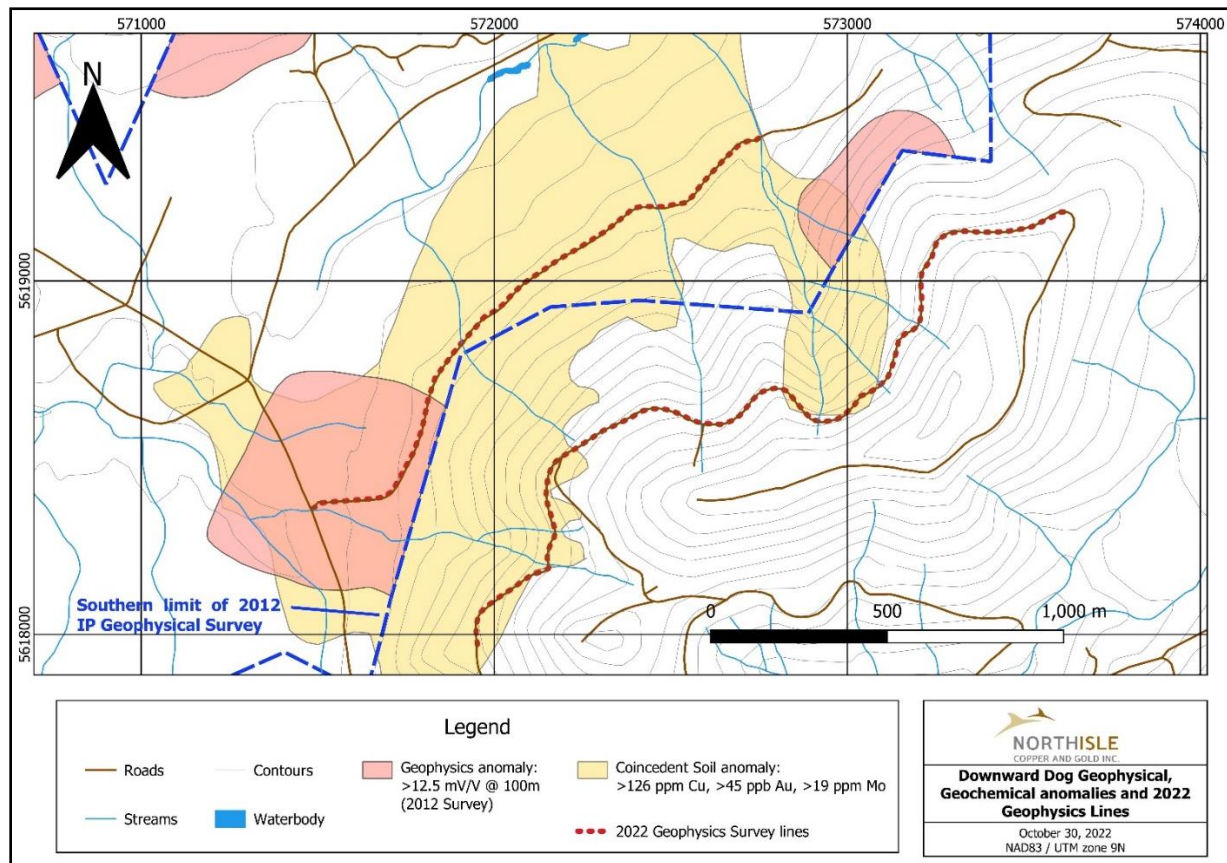 571000
572000
573000
574000
N
5619000
5618000
Southern limit of 2012
IP Geophysical Survey
0 500 1,000 m
Legend
Roads
Contours
Geophysics anomaly:
>12.5 mV/V @ 100m
(2012 Survey)
Coincedent Soil anomaly:
>126 ppm Cu, >45 ppb Au, >19 ppm Mo
Streams
Waterbody
2022 Geophysics Survey lines
NORTHISLE
COPPER AND GOLD INC.
Downward Dog Geophysical,
Geochemical anomalies and 2022
Geophysics Lines
October 30, 2022
NAD83 / UTM zone 9N